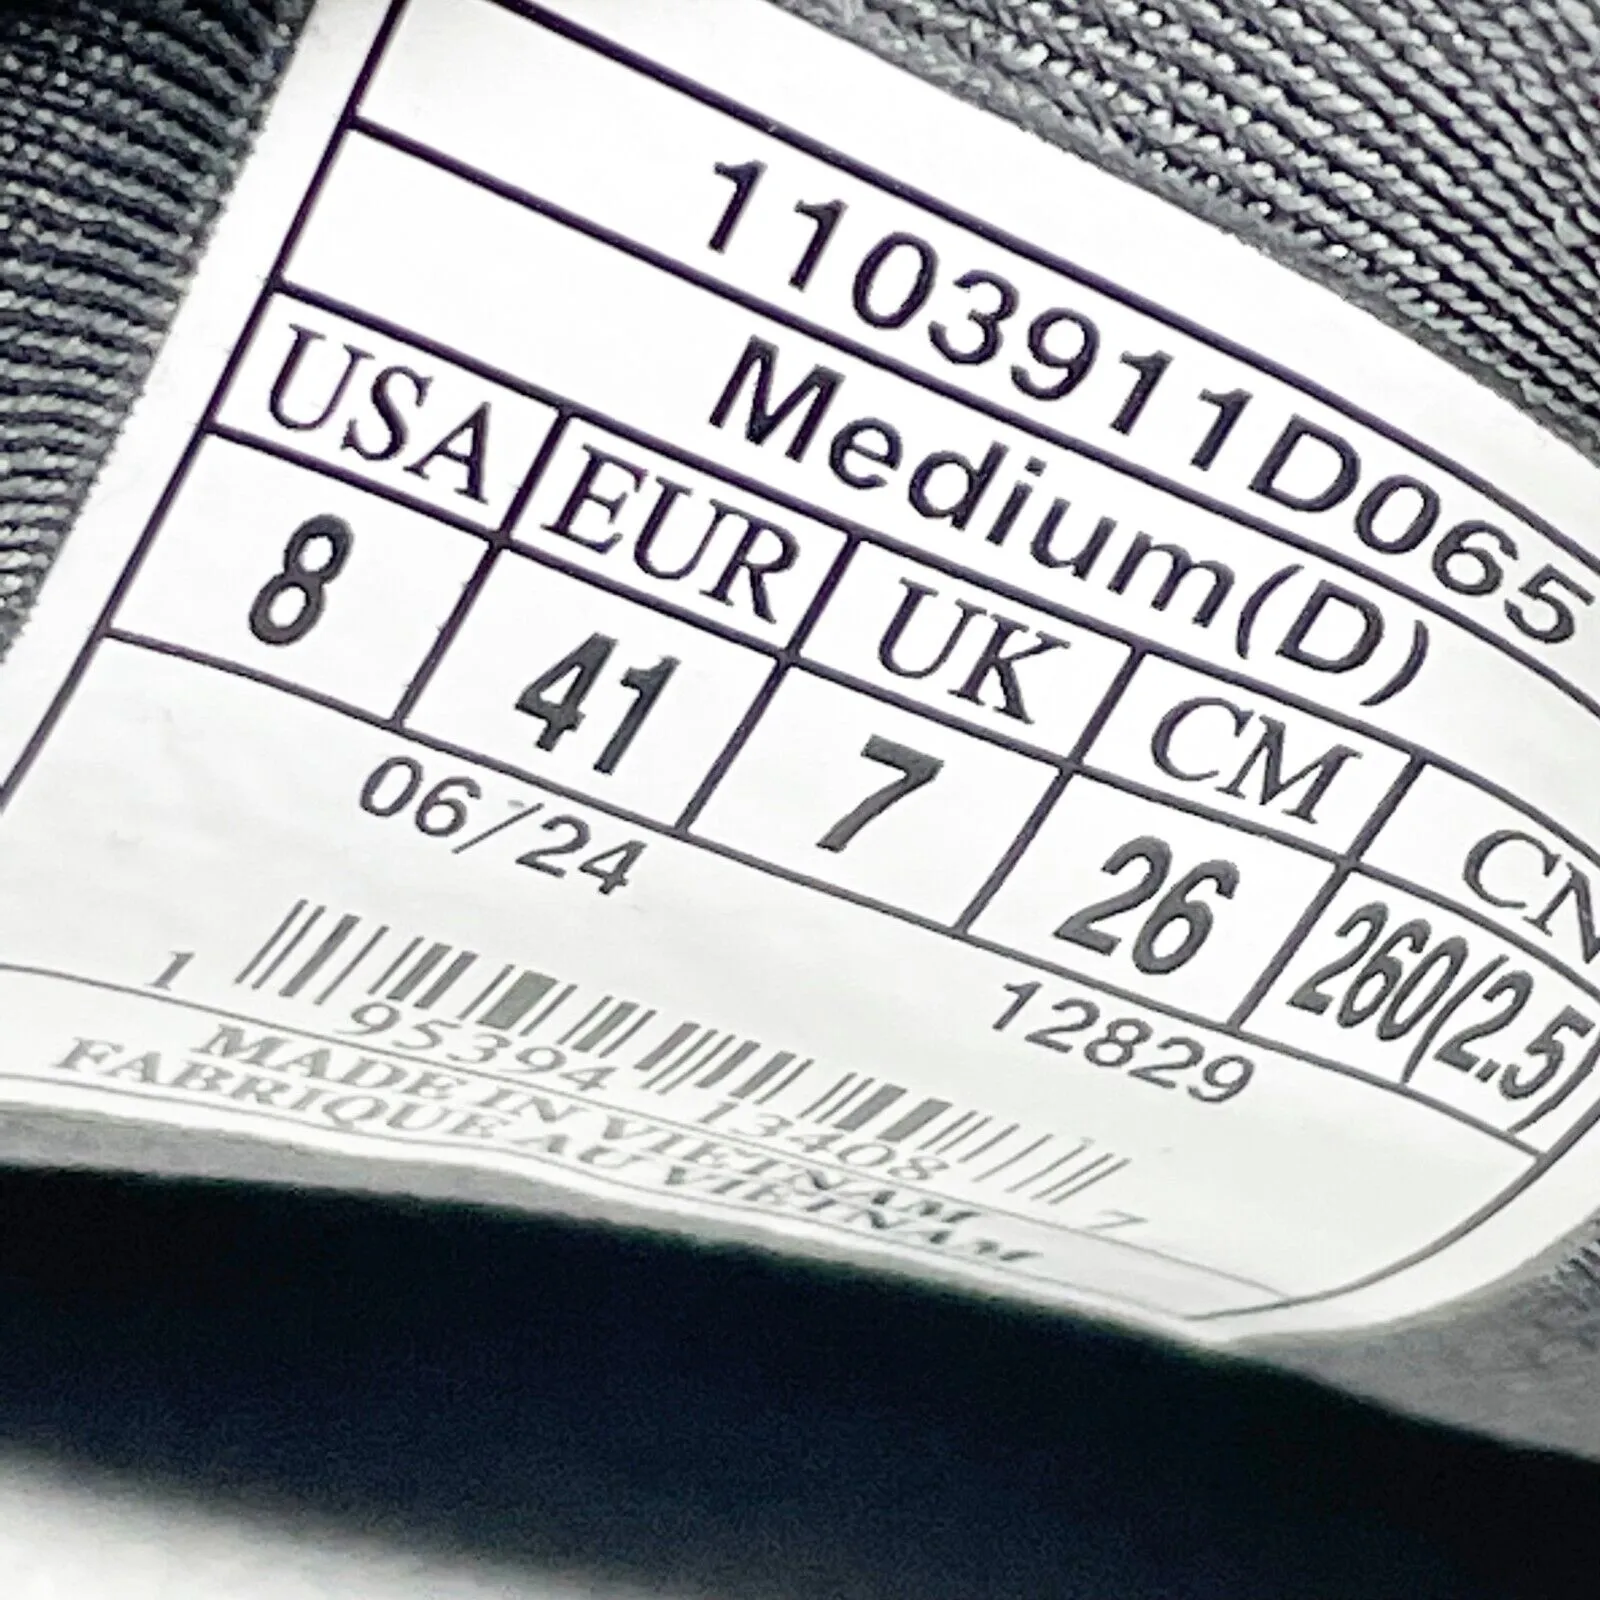 1103911D065
Medium(D)
USA EUR UK CM CN
8 41 7 26 260(2.5)
06/24 12829
1 95394 13408 7
MADE IN VIETNAM
FABRIQUE AU VIETNAM